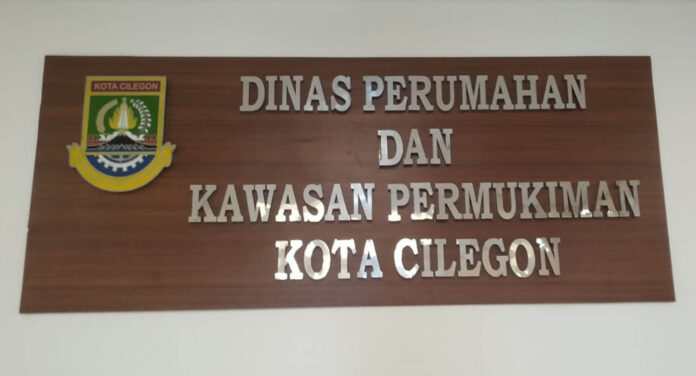 KOTA CILEGON
DINAS PERUMAHAN
DAN
KAWASAN PERMUKIMAN
KOTA CILEGON